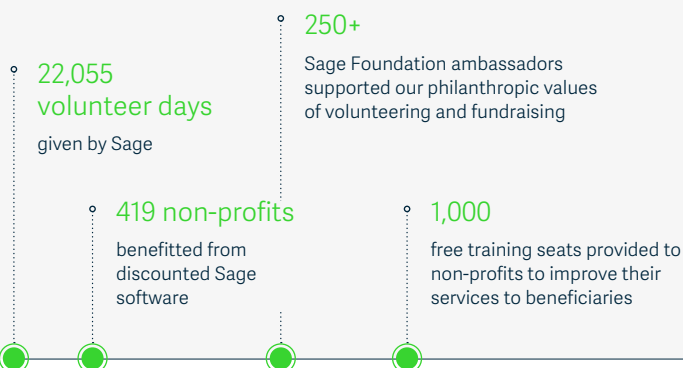 22,055
volunteer days
given by Sage
419 non-profits
benefitted from
discounted Sage
software
250+
Sage Foundation ambassadors
supported our philanthropic values
of volunteering and fundraising
1,000
free training seats provided to
non-profits to improve their
services to beneficiaries